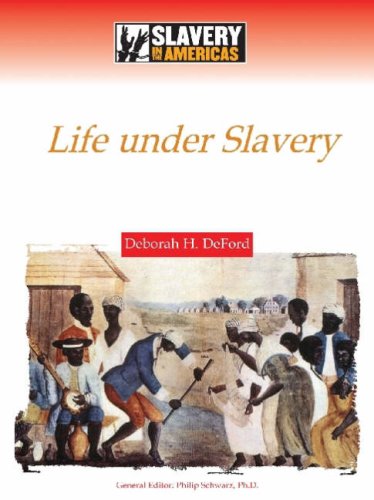 SLAVERY
IN THE AMERICAS
Life under Slavery
Deborah H. DeFord
General Editor, Philip Schwarz, Ph.D.